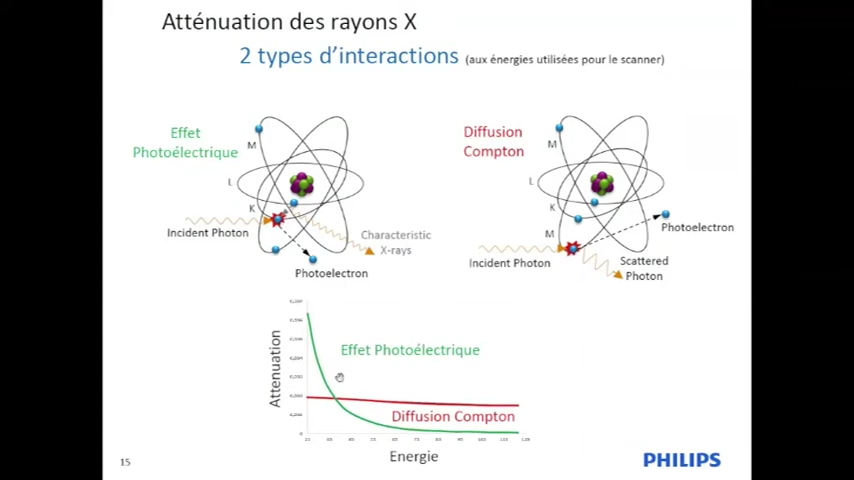 Atténuation des rayons X
2 types d'interactions (aux énergies utilisées pour le scanner)
Effet
Photoélectrique
M
L
K
Incident Photon
Characteristic
X-rays
Photoelectron
Diffusion
Compton
M
L
K
M
Incident Photon
Photoelectron
Scattered
Photon
Attenuation
Effet Photoélectrique
Diffusion Compton
Energie
15
PHILIPS